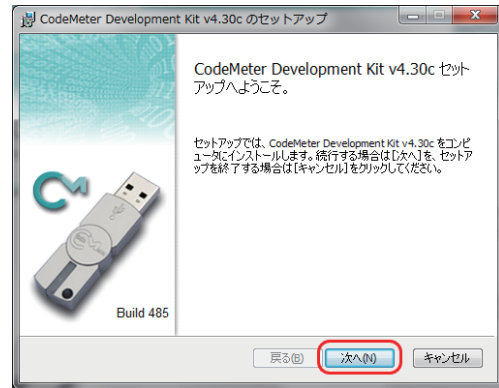 CodeMeter Development Kit v4.30c のセットアップ
CodeMeter Development Kit v4.30c セット
アップへようこそ。
セットアップでは、CodeMeter Development Kit v4.30c をコンピ
ュータにインストールします。続行する場合は[次へ]を、セットア
ップを終了する場合は[キャンセル]をクリックしてください。
Build 485
戻る(B)
次へ(N)
キャンセル